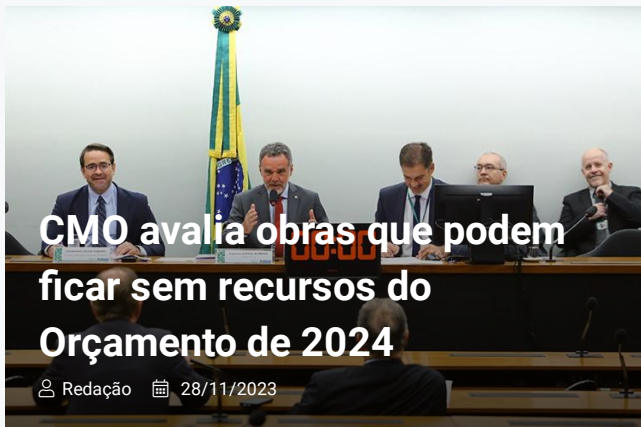 CMO avalia obras que podem
ficar sem recursos do
Orçamento de 2024
Redação 28/11/2023